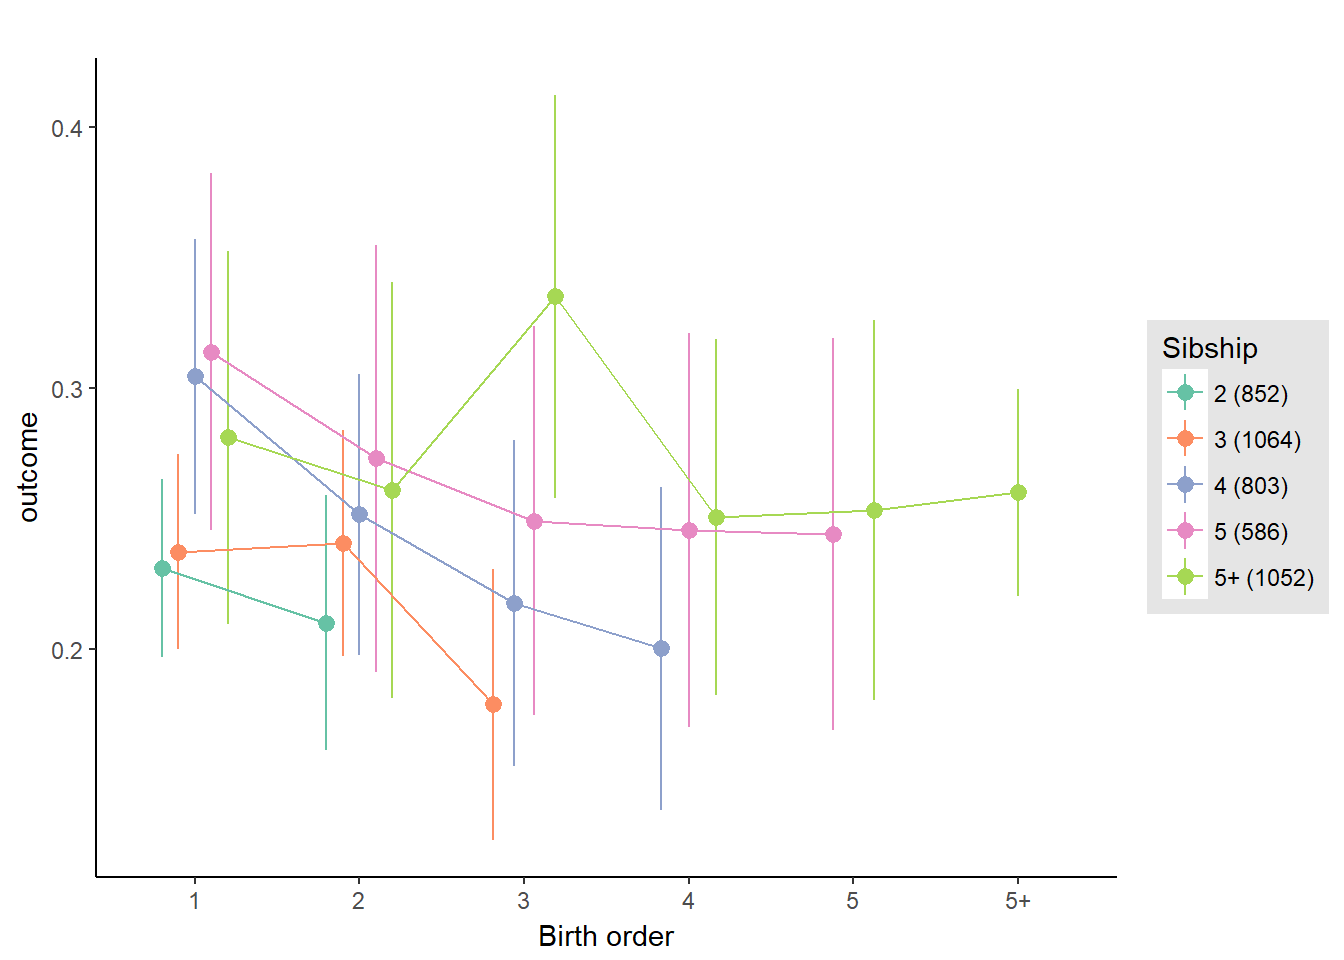 0.4
0.3
0.2
outcome
1 2 3 4 5 5+
Birth order
Sibship
2 (852)
3 (1064)
4 (803)
5 (586)
5+ (1052)